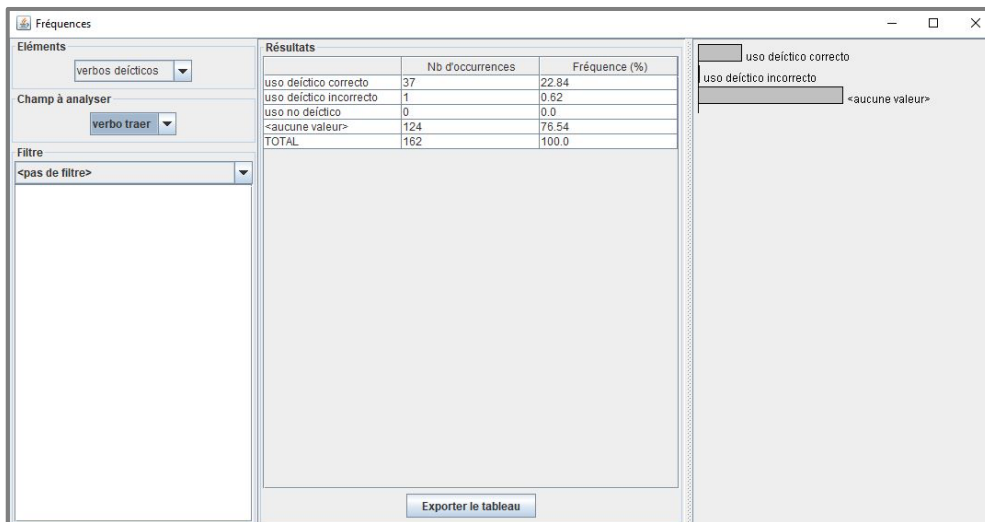 Fréquences
Eléments
verbos deícticos
Champ à analyser
verbo traer
Filtre
<pas de filtre>
Résultats
Nb d'occurrences Fréquence (%)
uso deíctico correcto 37 22.84
uso deíctico incorrecto 1 0.62
uso no deíctico 0 0.0
<aucune valeur> 124 76.54
TOTAL 162 100.0
Exporter le tableau
uso deíctico correcto
uso deíctico incorrecto
<aucune valeur>